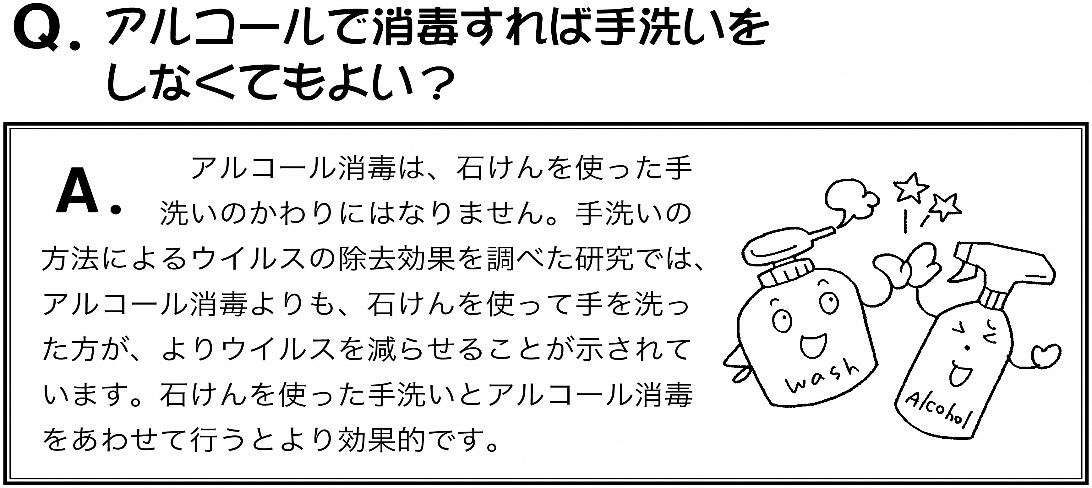 Q. アルコールで消毒すれば手洗いを
しなくてもよい？
A. アルコール消毒は、石けんを使った手
洗いのかわりにはなりません。手洗いの
方法によるウイルスの除去効果を調べた研究では、
アルコール消毒よりも、石けんを使って手を洗っ
た方が、よりウイルスを減らせることが示されて
います。石けんを使った手洗いとアルコール消毒
をあわせて行うとより効果的です。
wash
Alcohol